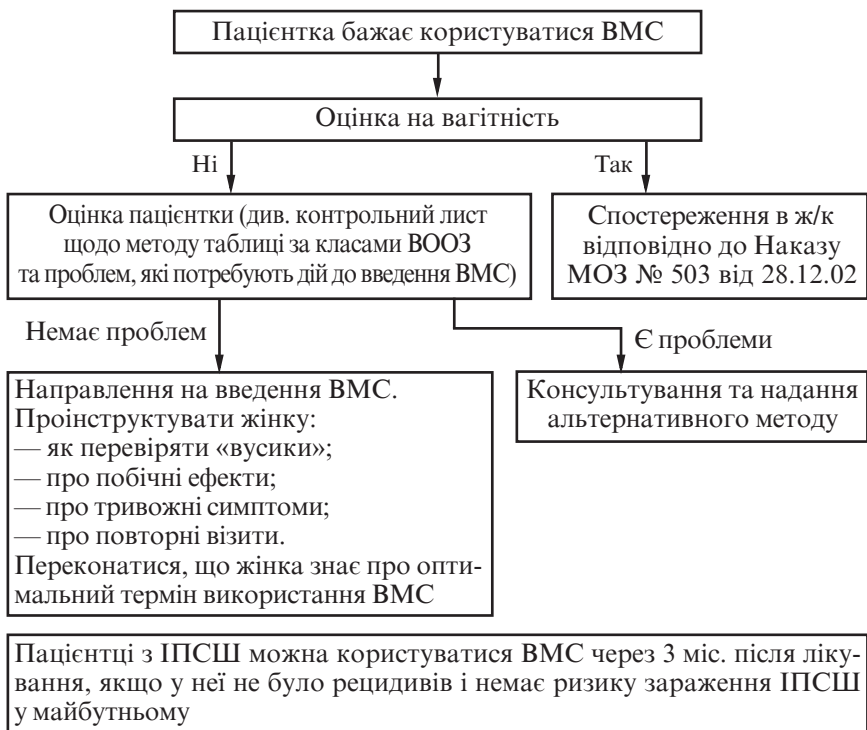 Пацієнтка бажає користуватися ВМС
Оцінка на вагітність
Ні
Так
Оцінка пацієнтки (див. контрольний лист
щодо методу таблиці за класами ВООЗ
та проблем, які потребують дій до введення ВМС)
Спостереження в ж/к
відповідно до Наказу
МОЗ № 503 від 28.12.02
Немає проблем
Є проблеми
Направлення на введення ВМС.
Проінструктувати жінку:
— як перевіряти «вусики»;
— про побічні ефекти;
— про тривожні симптоми;
— про повторні візити.
Переконатися, що жінка знає про опти-
мальний термін використання ВМС
Консультування та надання
альтернативного методу
Пацієнтці з ІПСШ можна користуватися ВМС через 3 міс. після ліку-
вання, якщо у неї не було рецидивів і немає ризику зараження ІПСШ
у майбутньому